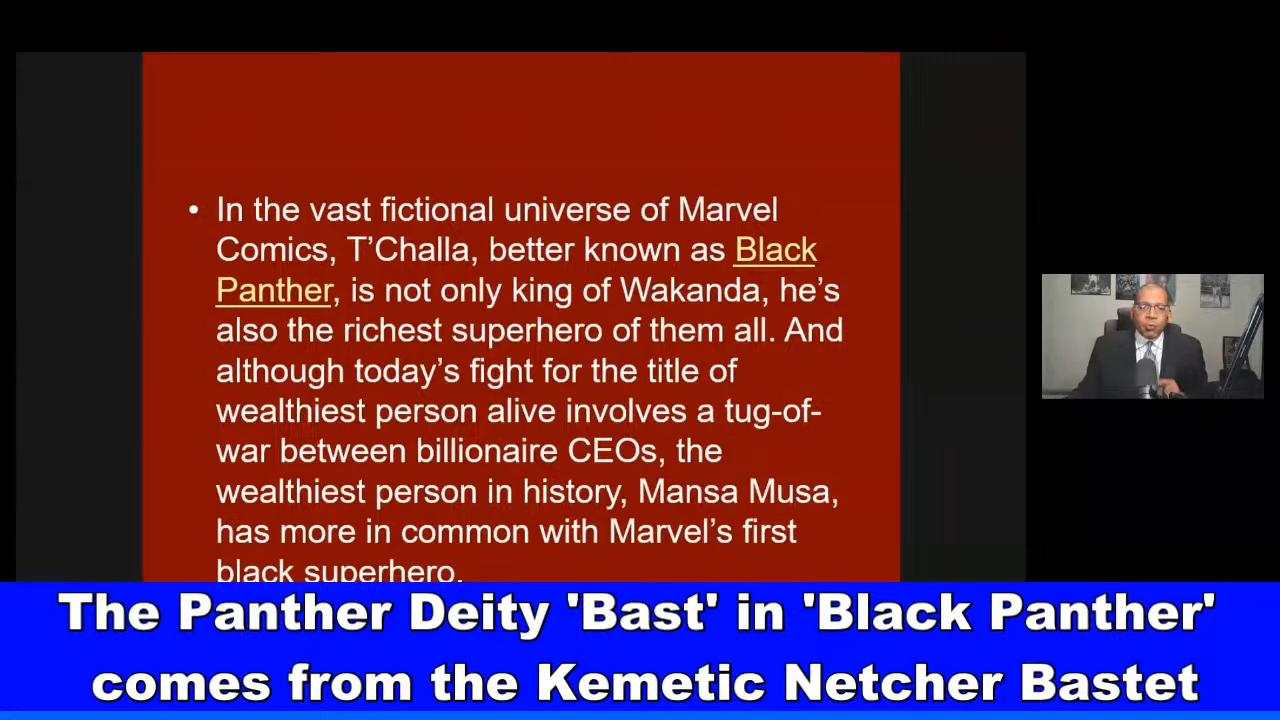 • In the vast fictional universe of Marvel
Comics, T’Challa, better known as Black
Panther, is not only king of Wakanda, he’s
also the richest superhero of them all. And
although today’s fight for the title of
wealthiest person alive involves a tug-of-
war between billionaire CEOs, the
wealthiest person in history, Mansa Musa,
has more in common with Marvel’s first
black superhero.
The Panther Deity 'Bast' in 'Black Panther'
comes from the Kemetic Netcher Bastet